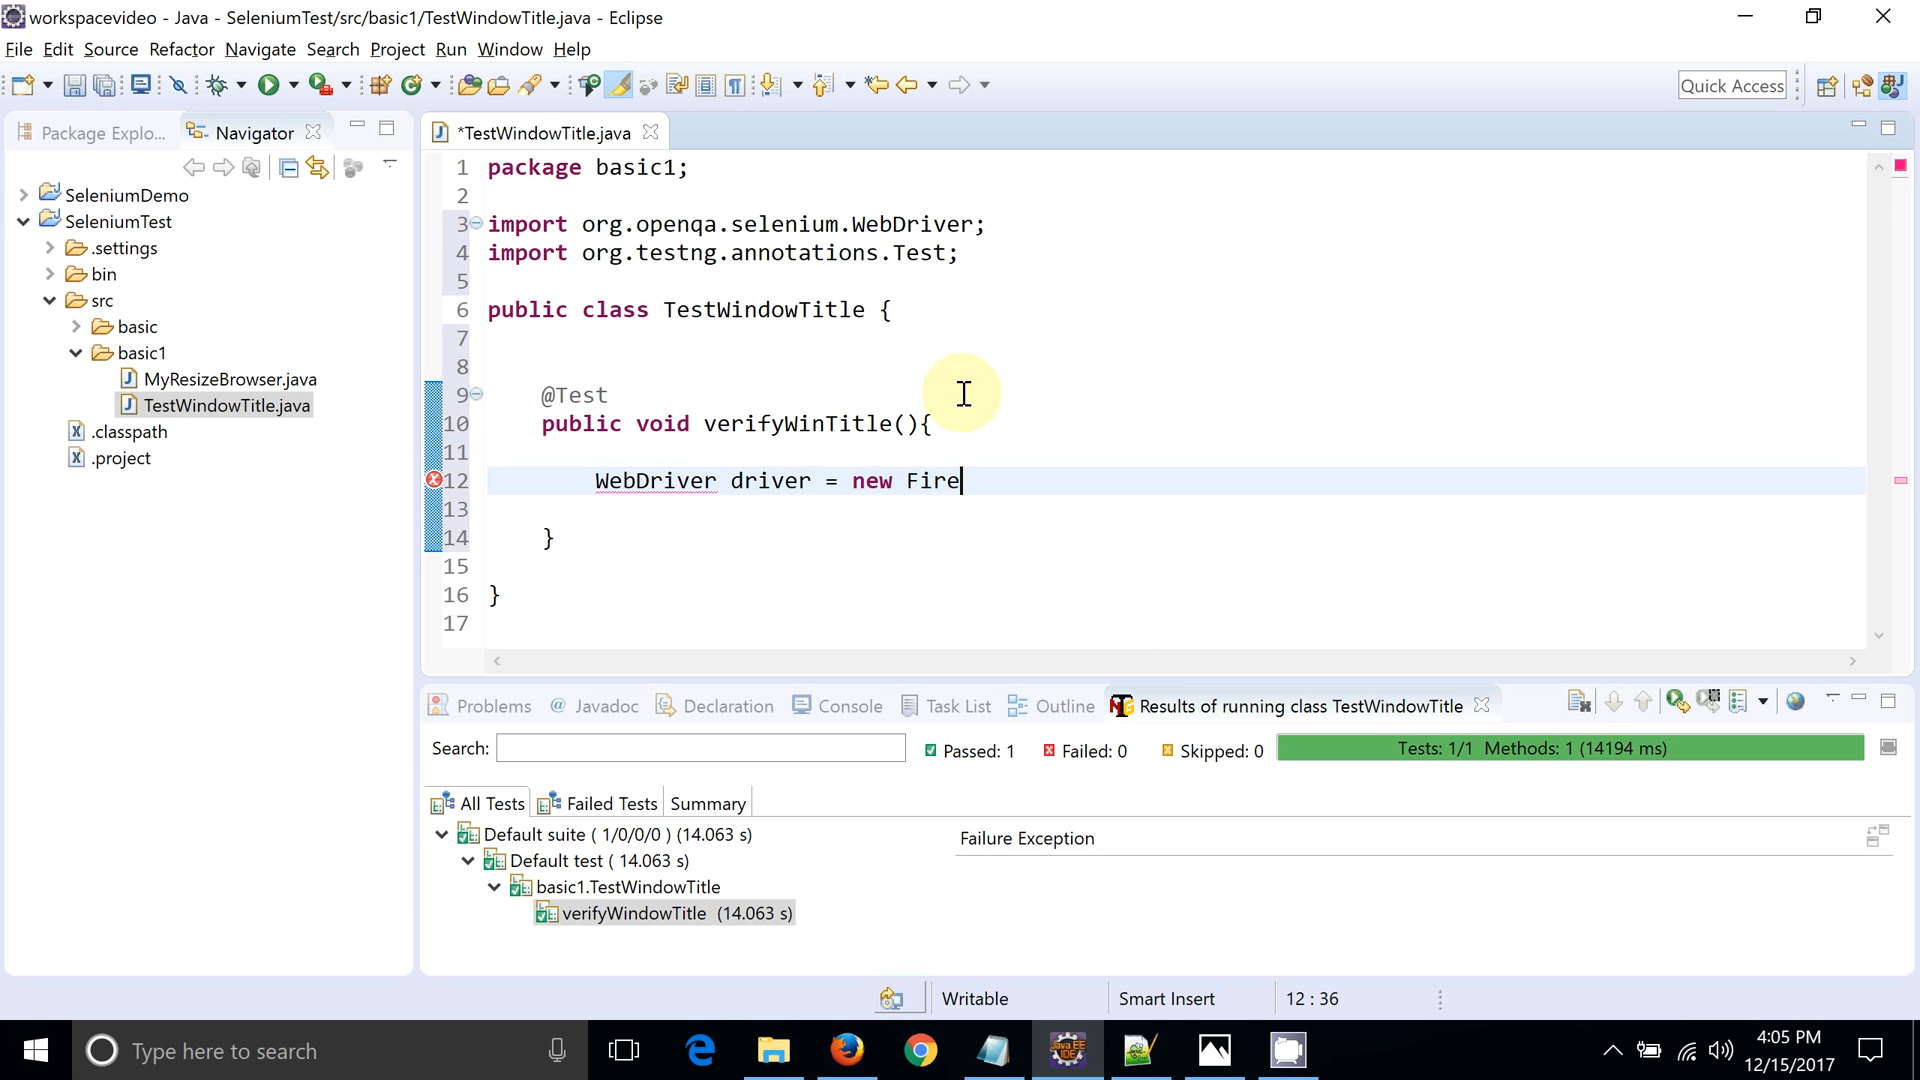 workspacevideo - Java - SeleniumTest/src/basic1/TestWindowTitle.java - Eclipse
File Edit Source Refactor Navigate Search Project Run Window Help
Quick Access
Package Explo...
Navigator
SeleniumDemo
SeleniumTest
.settings
bin
src
basic
basic1
MyResizeBrowser.java
TestWindowTitle.java
.classpath
.project
*TestWindowTitle.java
1 package basic1;
2
3 import org.openqa.selenium.WebDriver;
4 import org.testng.annotations.Test;
5
6 public class TestWindowTitle {
7
8
9 @Test
10 public void verifyWinTitle(){
11
12 WebDriver driver = new Fire
13
14 }
15
16 }
17
Problems @ Javadoc Declaration Console Task List Outline Results of running class TestWindowTitle
Search: Passed: 1 Failed: 0 Skipped: 0 Tests: 1/1 Methods: 1 (14194 ms)
All Tests Failed Tests Summary
Default suite ( 1/0/0/0 ) (14.063 s)
Default test ( 14.063 s)
basic1.TestWindowTitle
verifyWindowTitle (14.063 s)
Failure Exception
Writable Smart Insert 12 : 36
Type here to search
Java EE
IDE
4:05 PM
12/15/2017